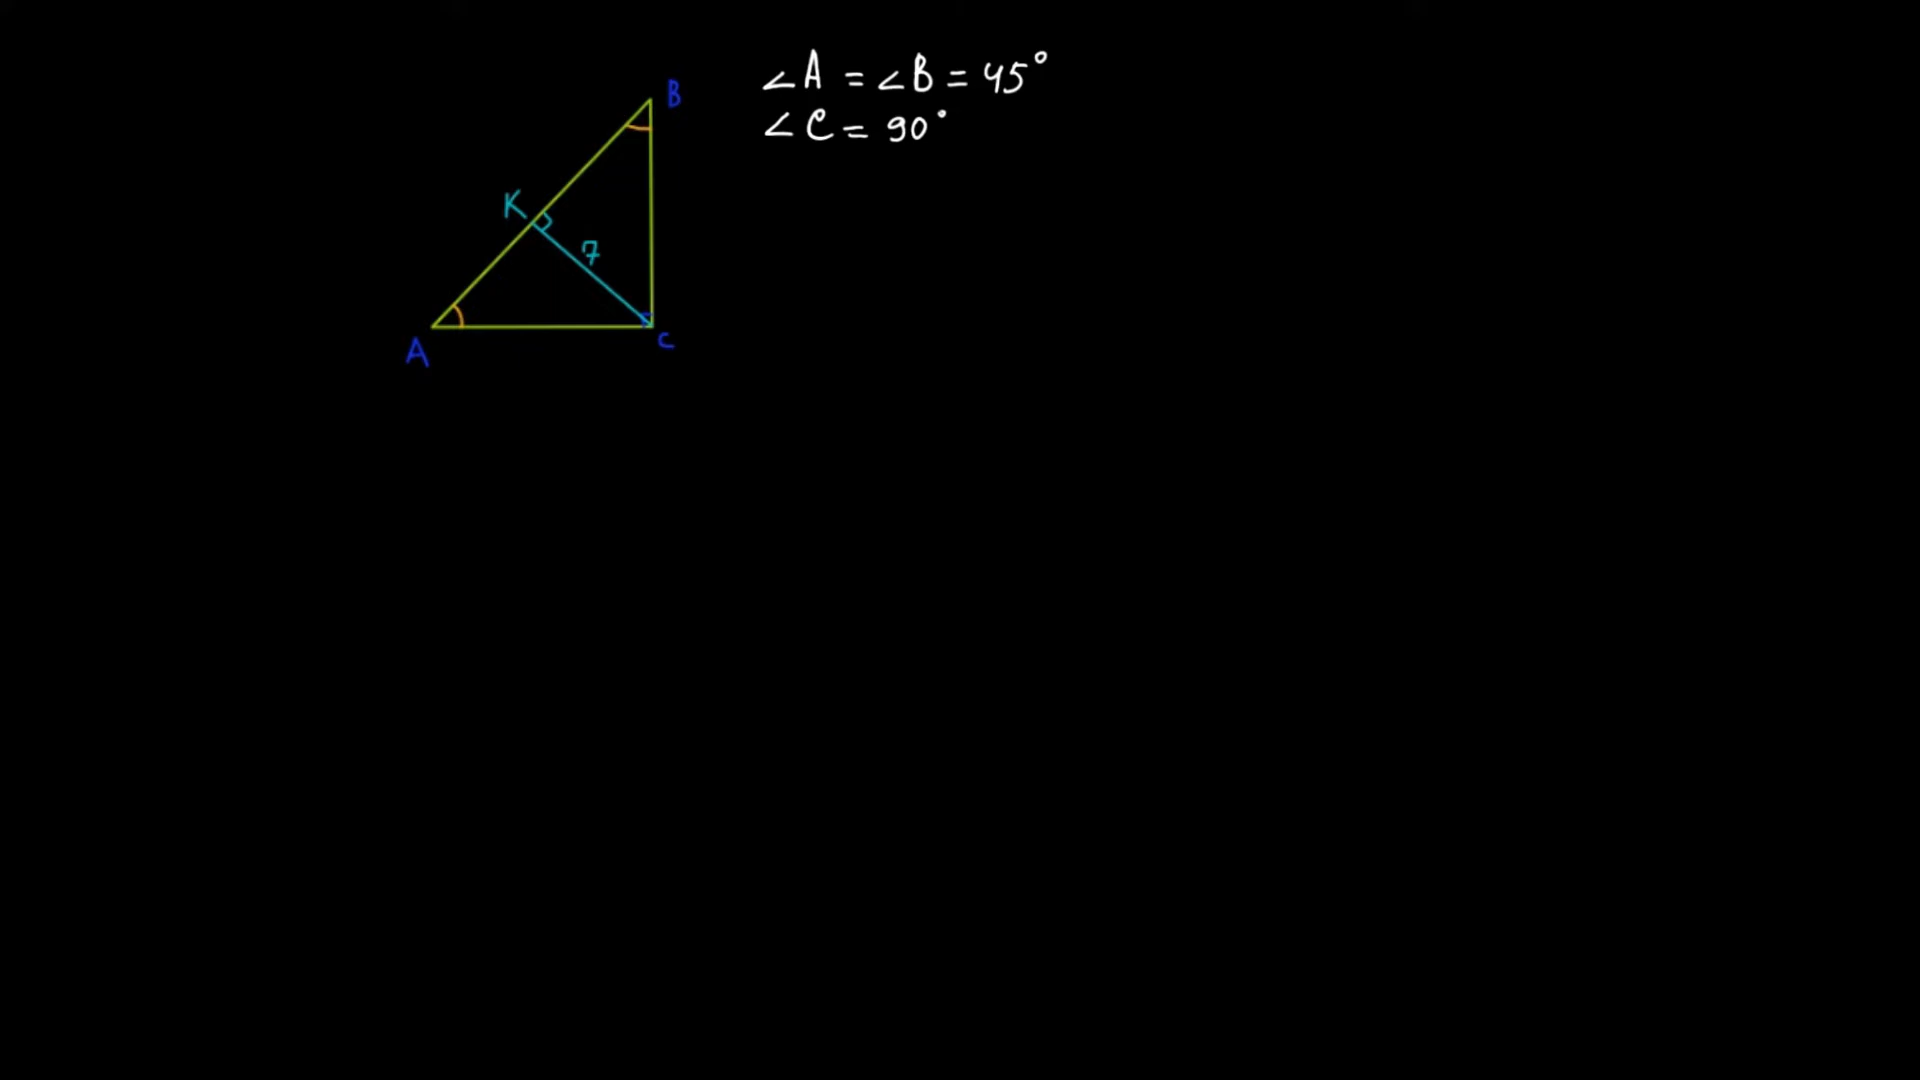 ∠A = ∠B = 45°
∠C = 90°
B
K
7
A
C